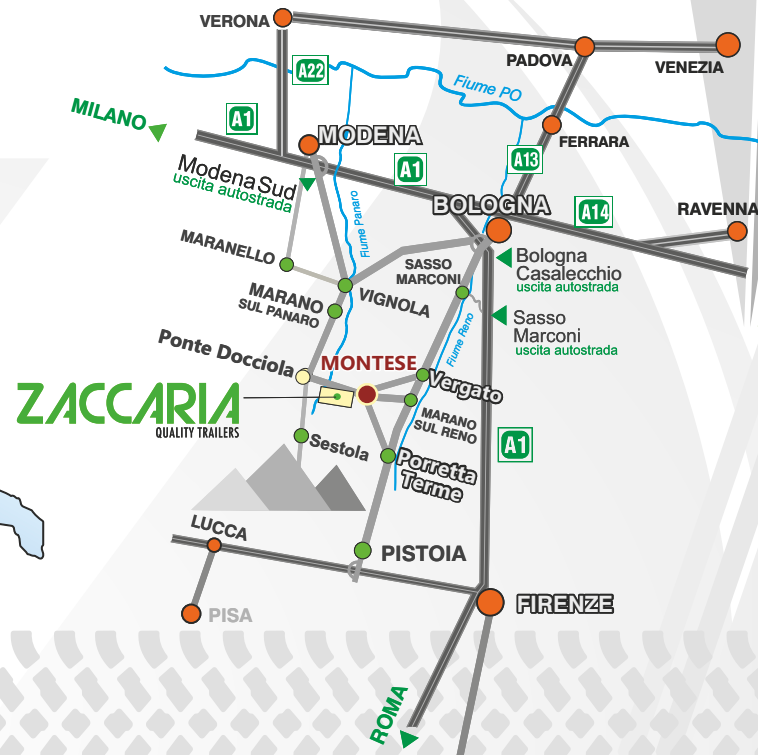 VERONA
PADOVA
VENEZIA
A22
Fiume PO
MILANO
A1
MODENA
FERRARA
A1
A13
Modena Sud
uscita autostrada
BOLOGNA
A14
RAVENNA
Fiume Panaro
MARANELLO
SASSO
MARCONI
Bologna
Casalecchio
uscita autostrada
MARANO
SUL PANARO
VIGNOLA
Sasso
Marconi
uscita autostrada
Fiume Reno
Ponte Docciola
MONTESE
Vergato
ZACCARIA
QUALITY TRAILERS
MARANO
SUL RENO
Sestola
A1
Porretta
Terme
LUCCA
PISTOIA
PISA
FIRENZE
ROMA